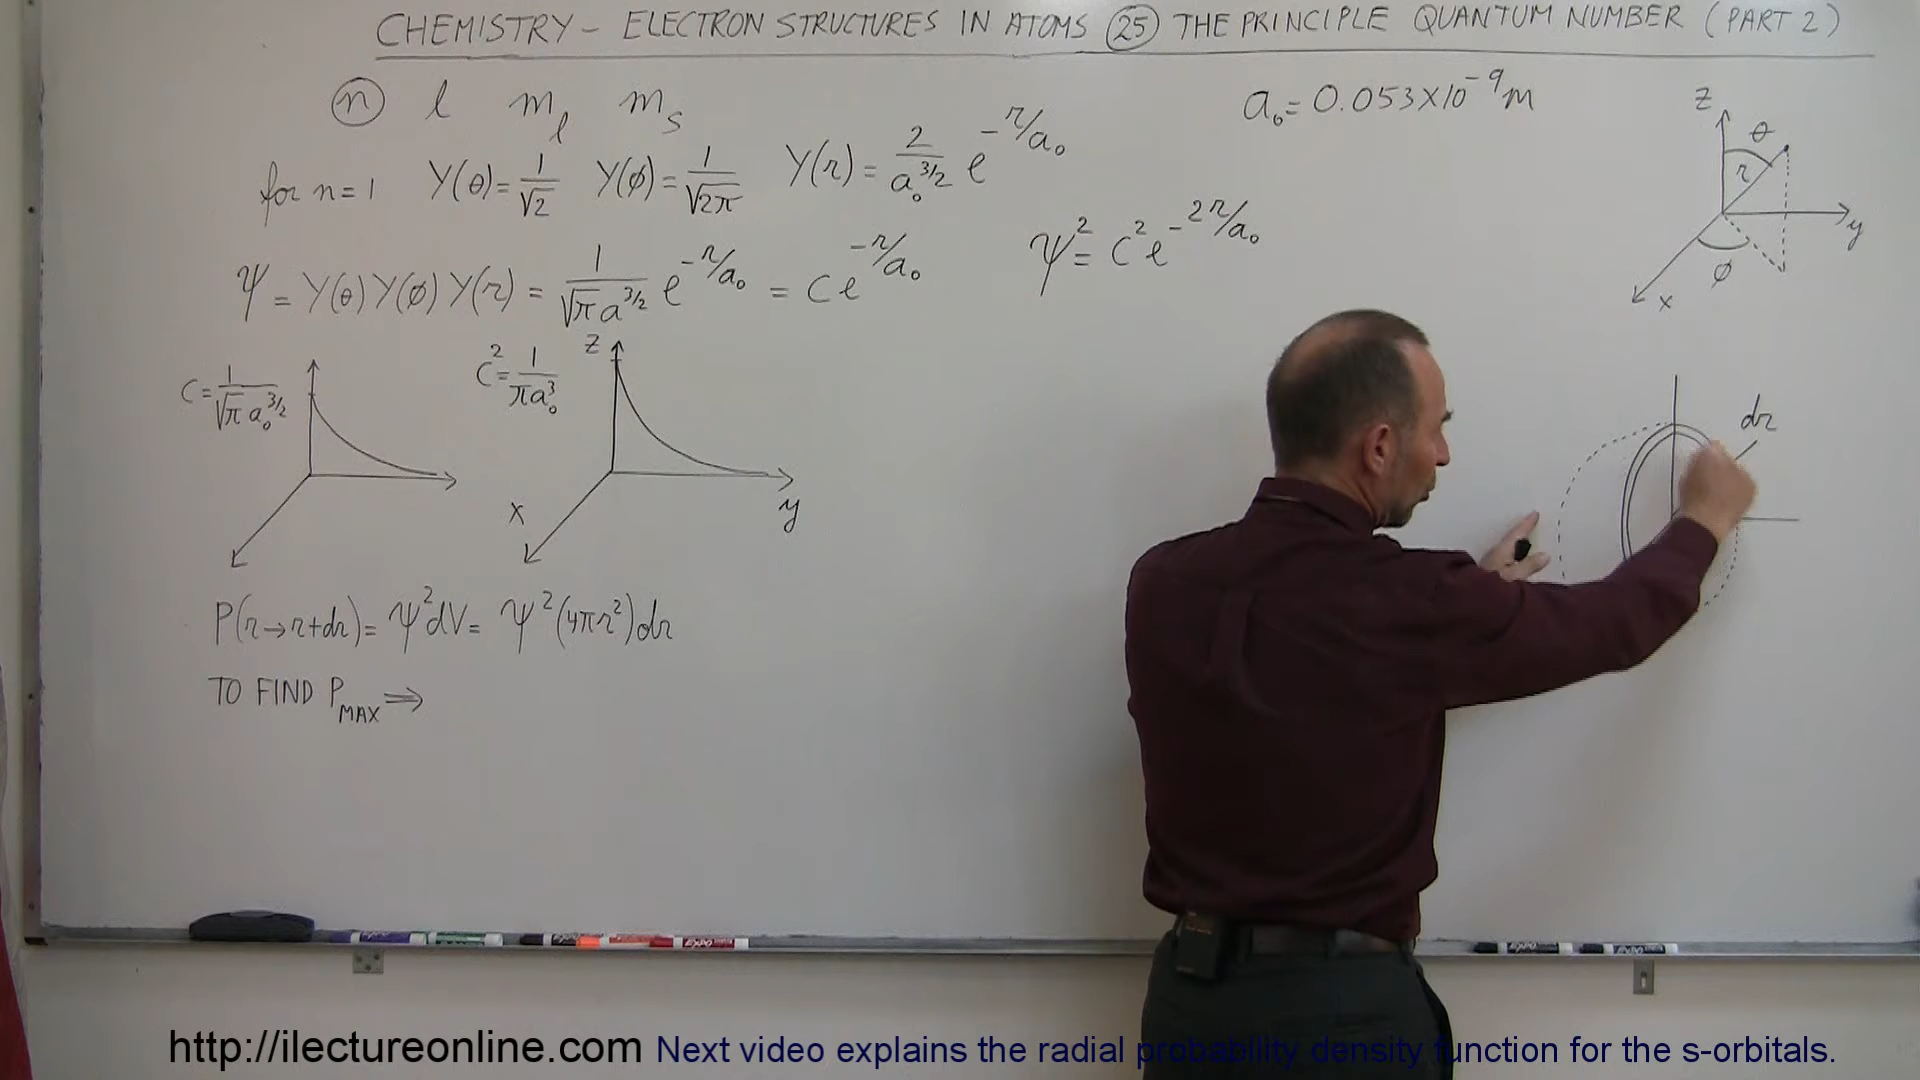 CHEMISTRY – ELECTRON STRUCTURES IN ATOMS (25) THE PRINCIPLE QUANTUM NUMBER (PART 2)
n l m_l m_s
a₀ = 0.053×10⁻⁹ m
for n=1 Y(θ) = 1/√2 Y(ϕ) = 1/√2π Y(r) = 2/a₀^3/2 e^-r/a₀
ψ = Y(θ) Y(ϕ) Y(r) = 1/√π a^3/2 e^-r/a₀ = C e^-r/a₀
ψ² = C² e^-2r/a₀
z
θ
r
y
ϕ
x
C = 1/√π a₀^3/2
C² = 1/πa₀³
z
x
y
dr
P(r→r+dr) = ψ²dV = ψ²(4πr²)dr
TO FIND P_MAX ⇒
http://ilectureonline.com Next video explains the radial probability density function for the s-orbitals.